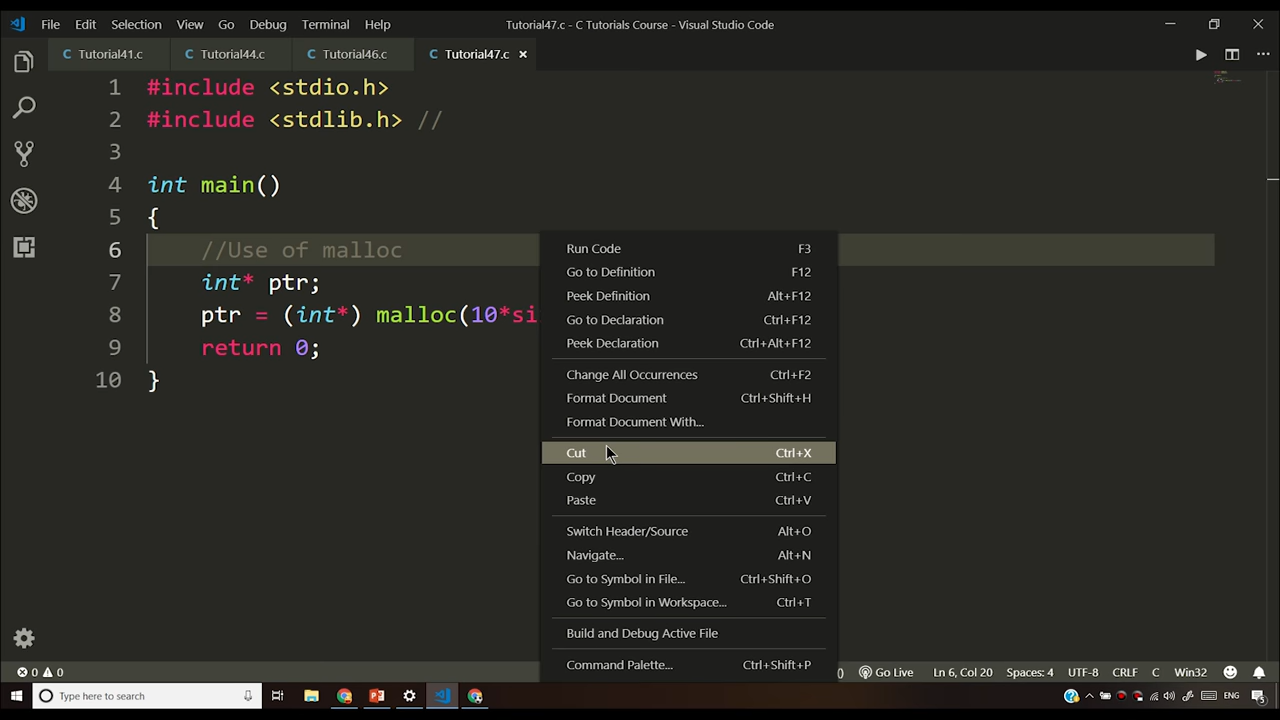 File Edit Selection View Go Debug Terminal Help Tutorial47.c - C Tutorials Course - Visual Studio Code
C Tutorial41.c C Tutorial44.c C Tutorial46.c C Tutorial47.c
1 #include <stdio.h>
2 #include <stdlib.h> //
3
4 int main()
5 {
6 //Use of malloc
7 int* ptr;
8 ptr = (int*) malloc(10*si
9 return 0;
10 }
Run Code F3
Go to Definition F12
Peek Definition Alt+F12
Go to Declaration Ctrl+F12
Peek Declaration Ctrl+Alt+F12
Change All Occurrences Ctrl+F2
Format Document Ctrl+Shift+H
Format Document With...
Cut Ctrl+X
Copy Ctrl+C
Paste Ctrl+V
Switch Header/Source Alt+O
Navigate... Alt+N
Go to Symbol in File... Ctrl+Shift+O
Go to Symbol in Workspace... Ctrl+T
Build and Debug Active File
Command Palette... Ctrl+Shift+P
0 0 Go Live Ln 6, Col 20 Spaces: 4 UTF-8 CRLF C Win32
Type here to search ENG 5